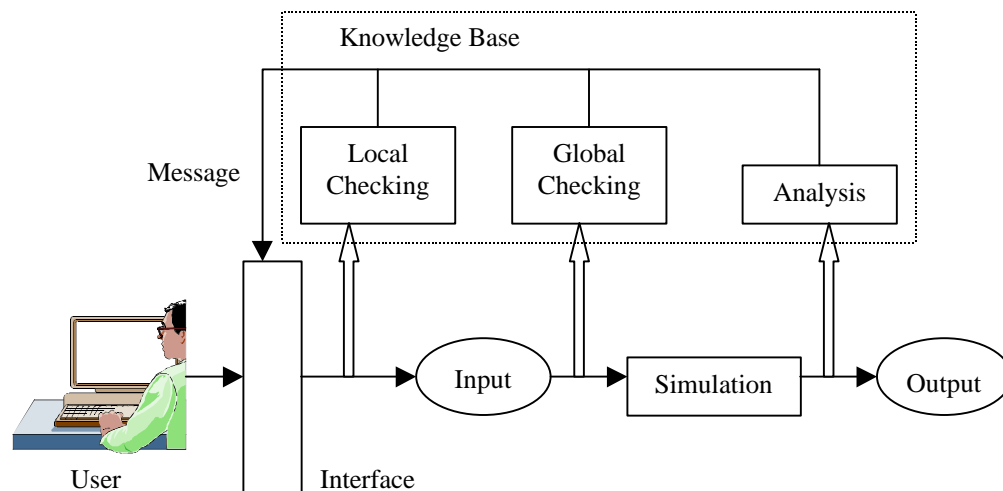 Knowledge Base
Local
Checking
Global
Checking
Analysis
Message
Input
Simulation
Output
User
Interface